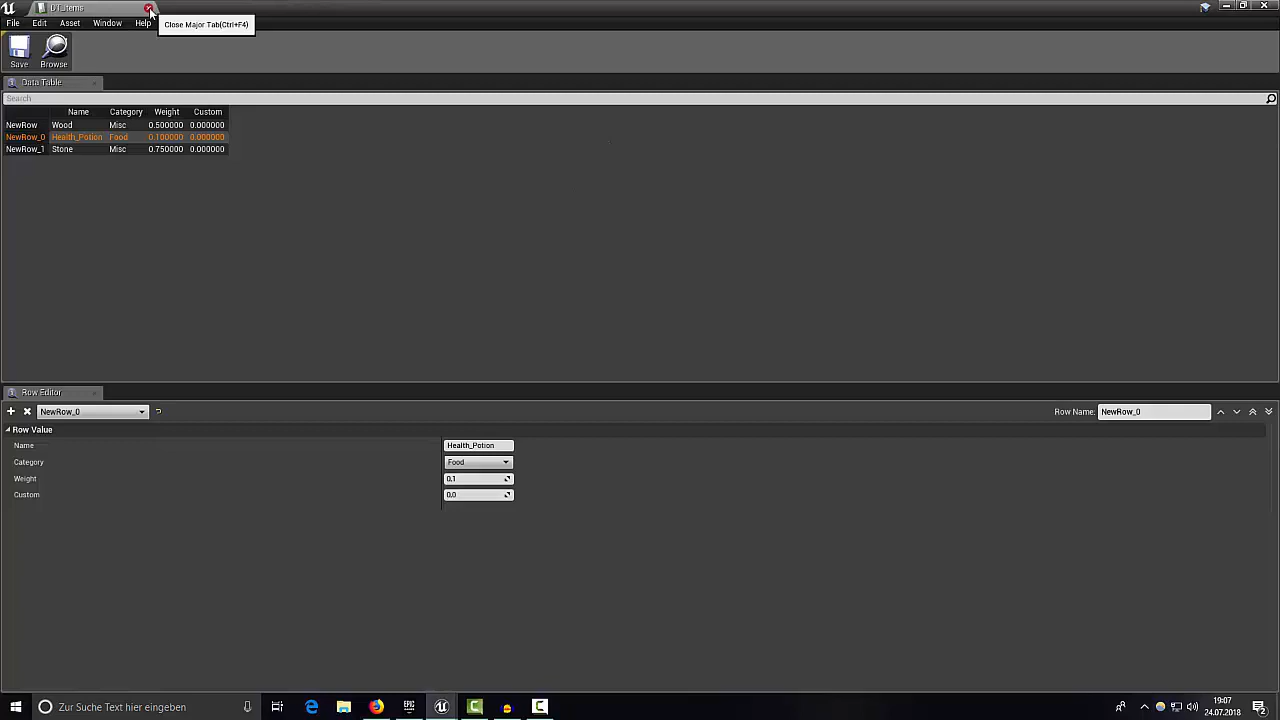 DT_Items
File Edit Asset Window Help
Close Major Tab(Ctrl+F4)
Save Browse
Data Table
Search
Name Category Weight Custom
NewRow Wood Misc 0.500000 0.000000
NewRow_0 Health_Potion Food 0.100000 0.000000
NewRow_1 Stone Misc 0.750000 0.000000
Row Editor
NewRow_0 Row Name: NewRow_0
Row Value
Name Health_Potion
Category Food
Weight 0,1
Custom 0,0
Zur Suche Text hier eingeben
EPIC
GAMES
19:07
24.07.2018
2